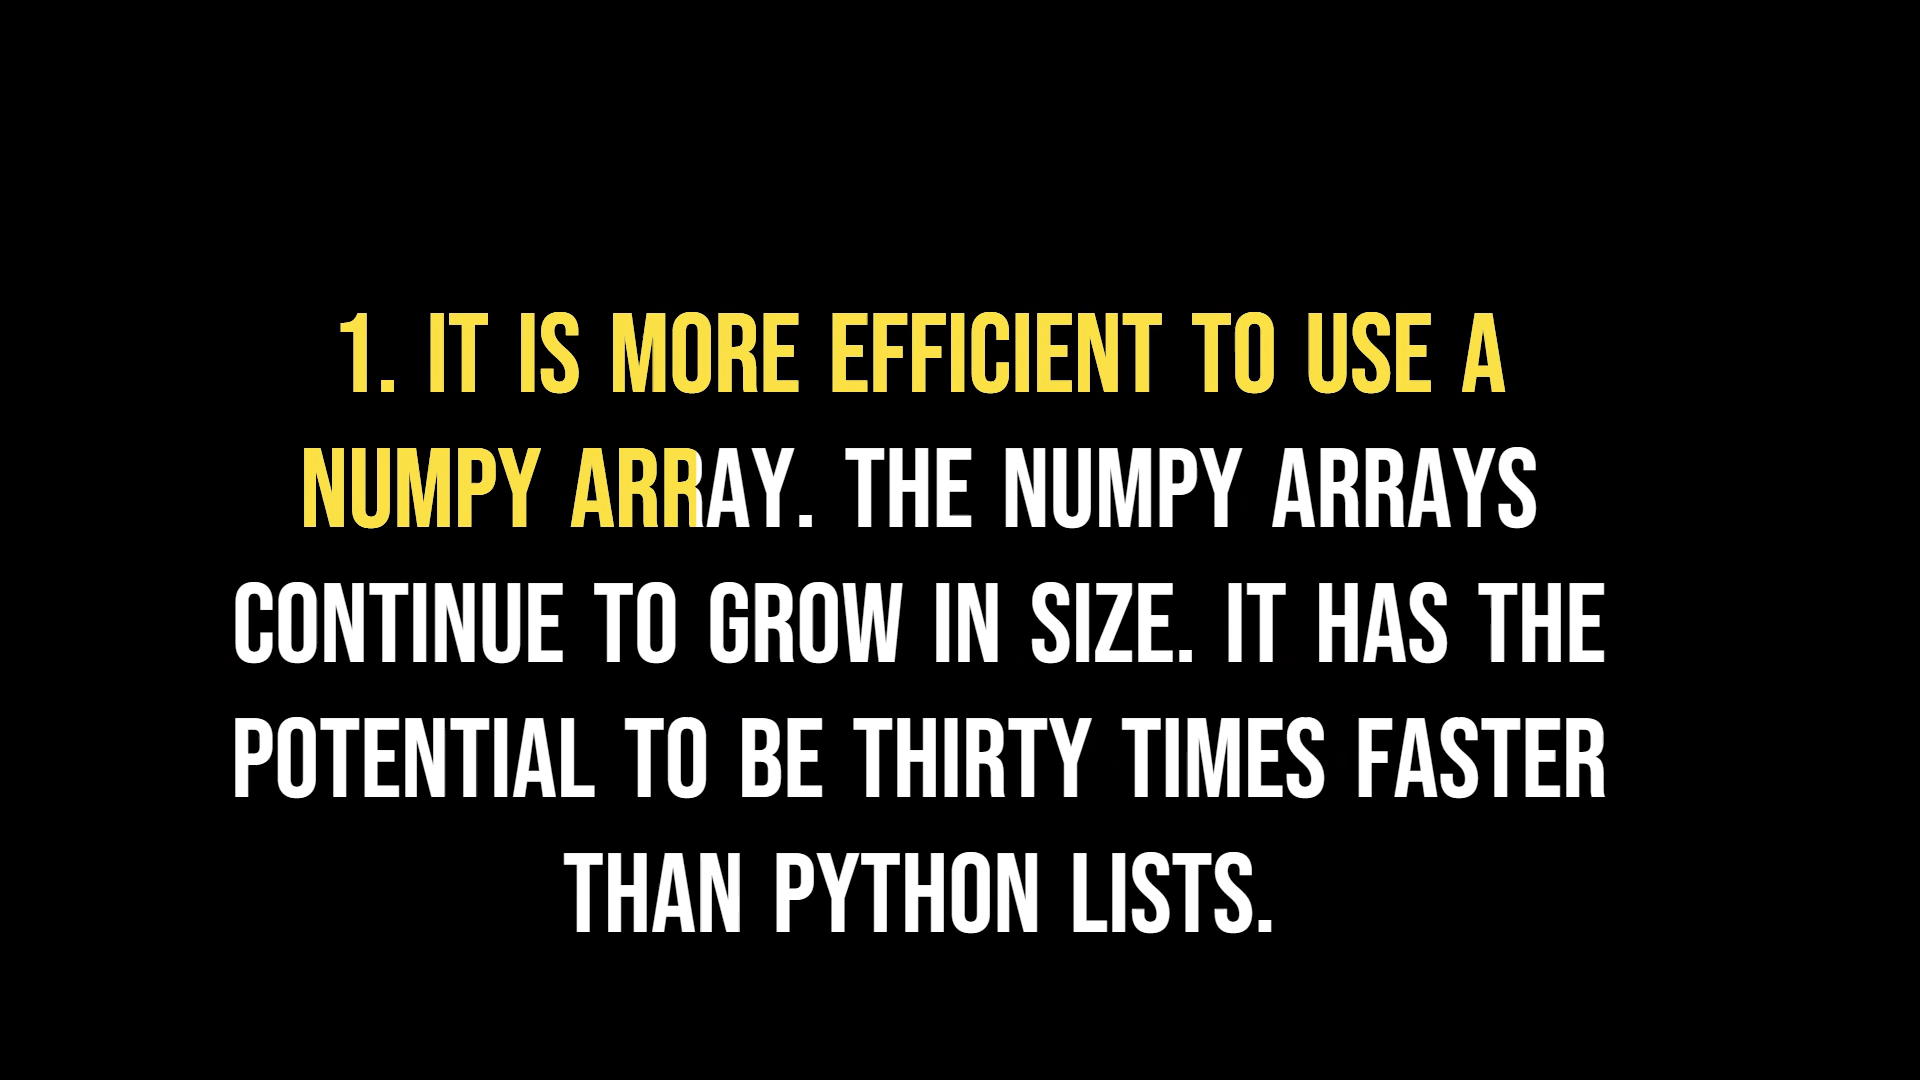 1. IT IS MORE EFFICIENT TO USE A
NUMPY ARRAY. THE NUMPY ARRAYS
CONTINUE TO GROW IN SIZE. IT HAS THE
POTENTIAL TO BE THIRTY TIMES FASTER
THAN PYTHON LISTS.